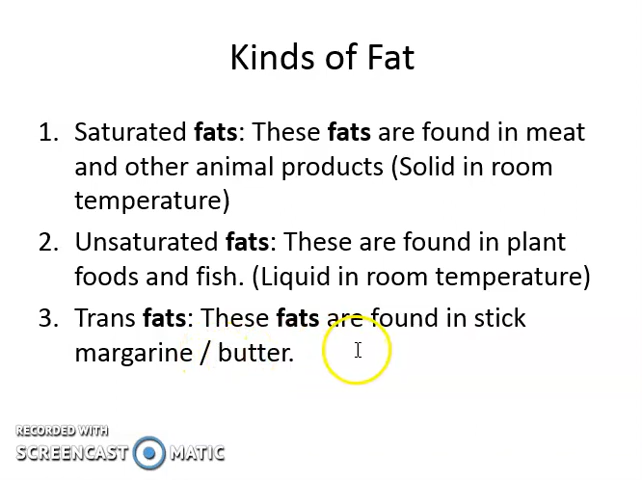 Kinds of Fat
1. Saturated fats: These fats are found in meat
and other animal products (Solid in room
temperature)
2. Unsaturated fats: These are found in plant
foods and fish. (Liquid in room temperature)
3. Trans fats: These fats are found in stick
margarine / butter.
RECORDED WITH
SCREENCAST MATIC